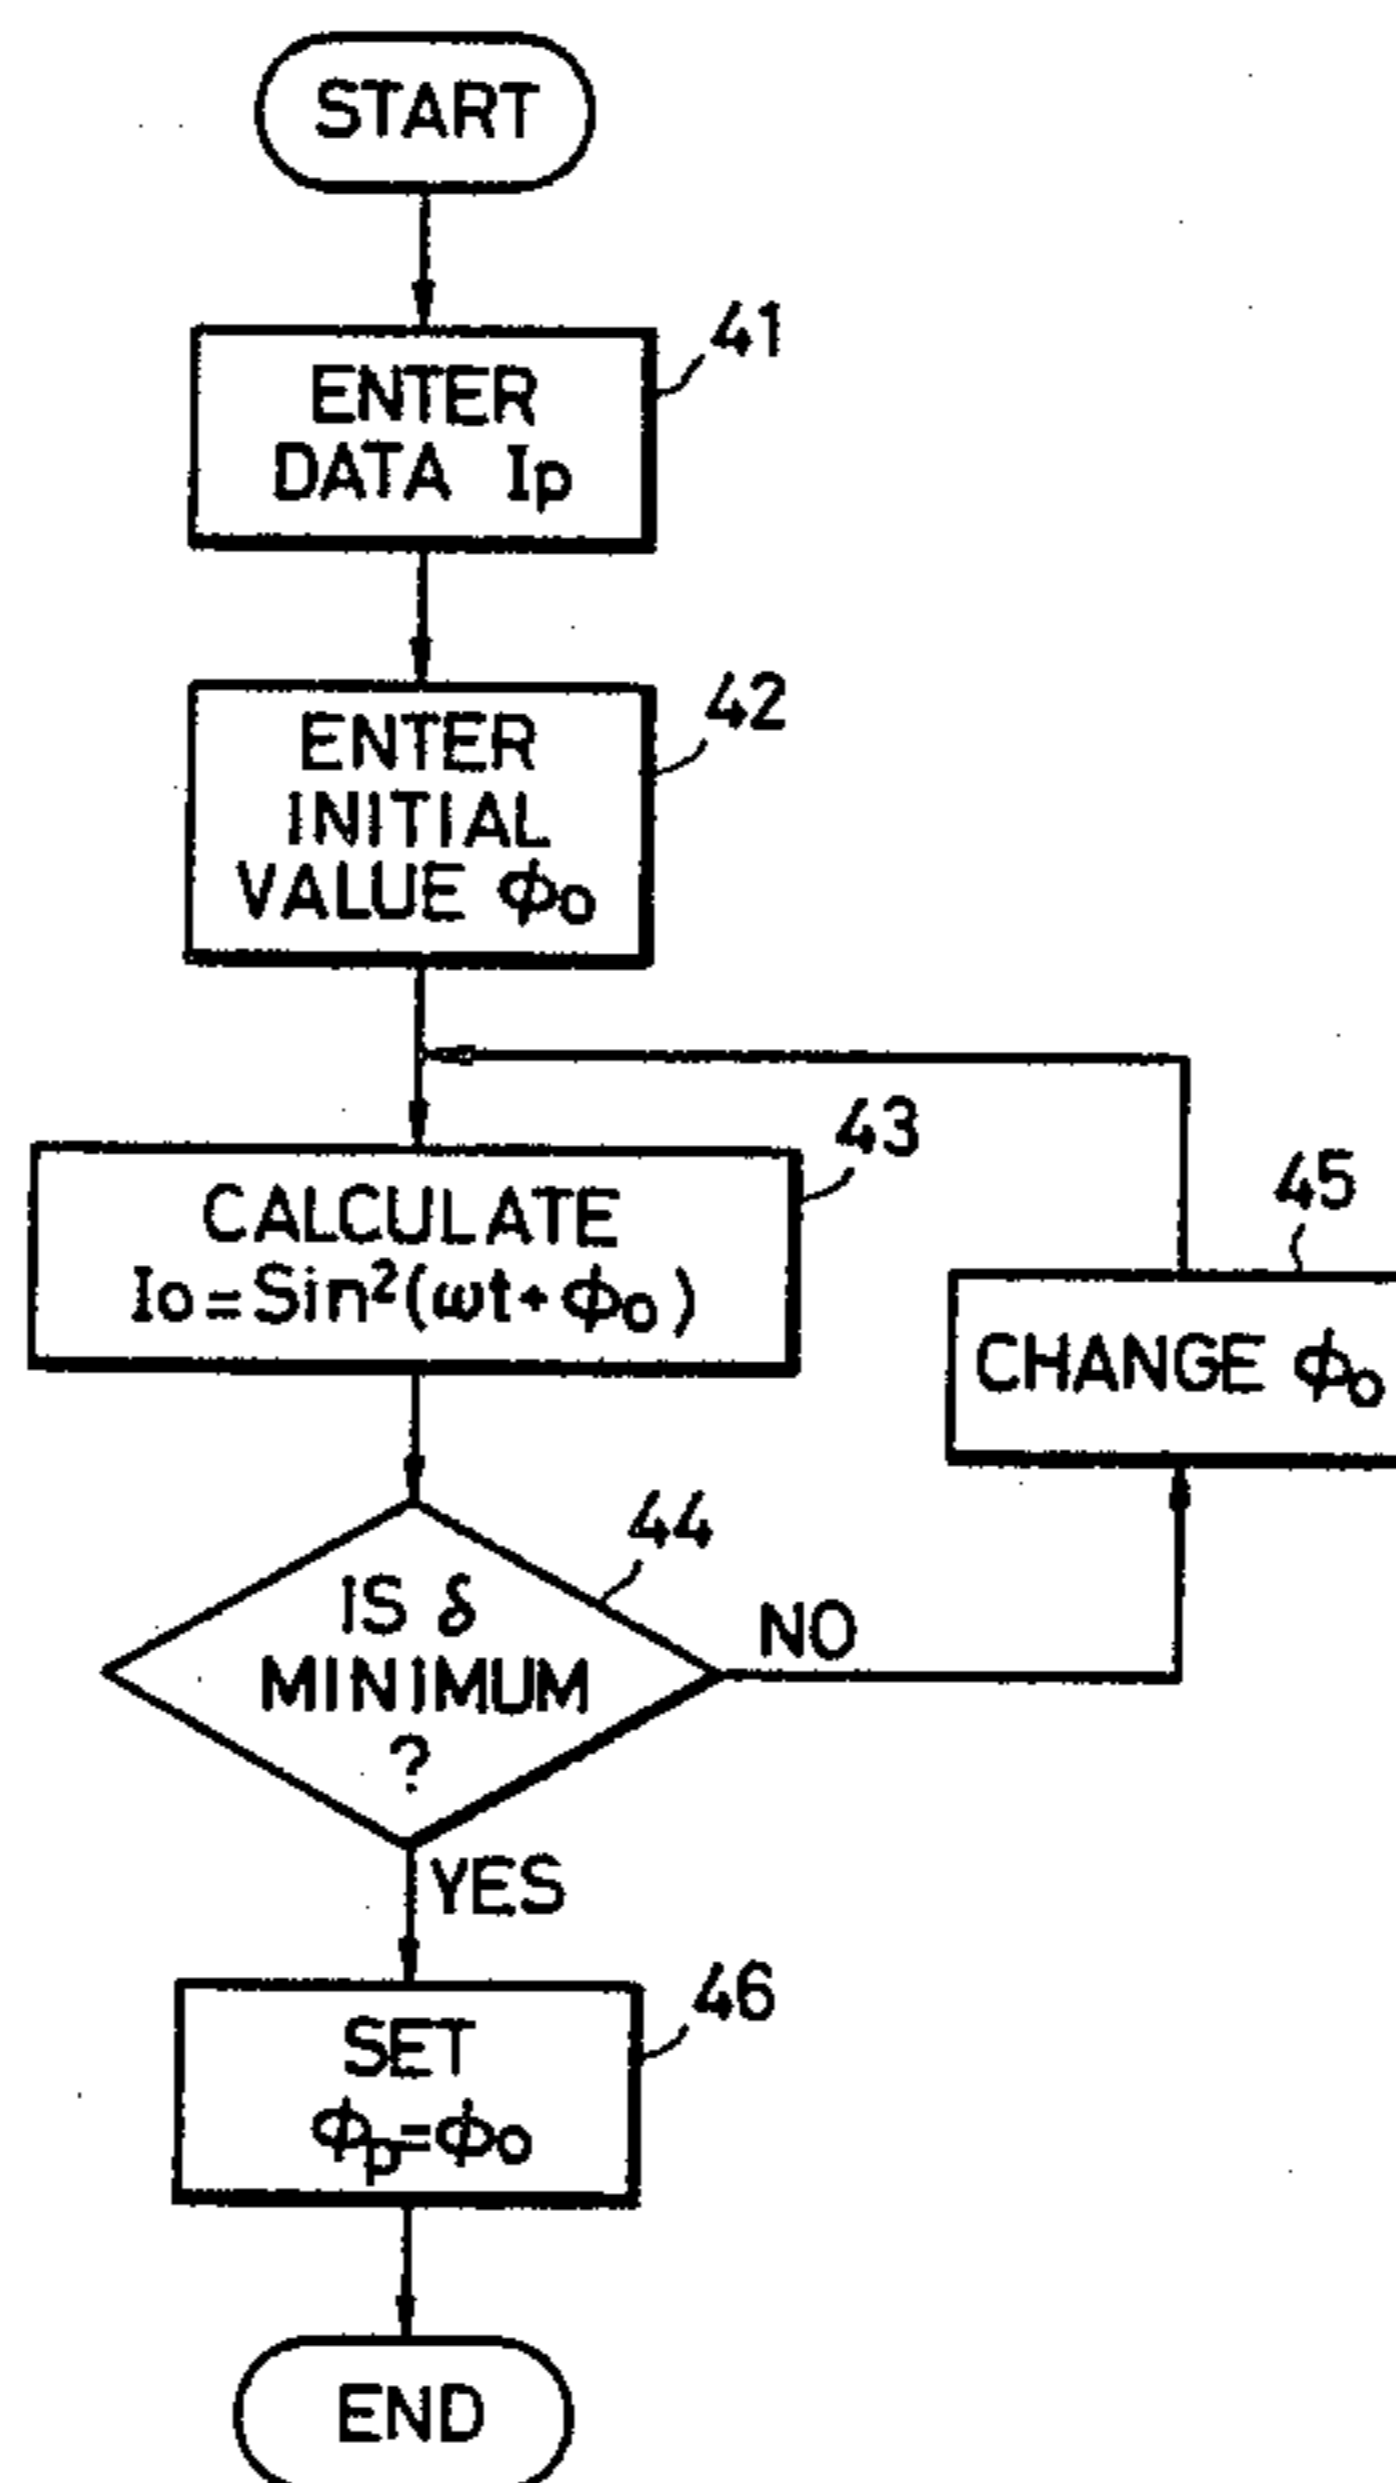 START
41
ENTER
DATA Ip
42
ENTER
INITIAL
VALUE ϕo
43
CALCULATE
Io=Sin²(ωt+ϕo)
45
CHANGE ϕo
44
IS δ
MINIMUM
?
NO
YES
46
SET
ϕp=ϕo
END